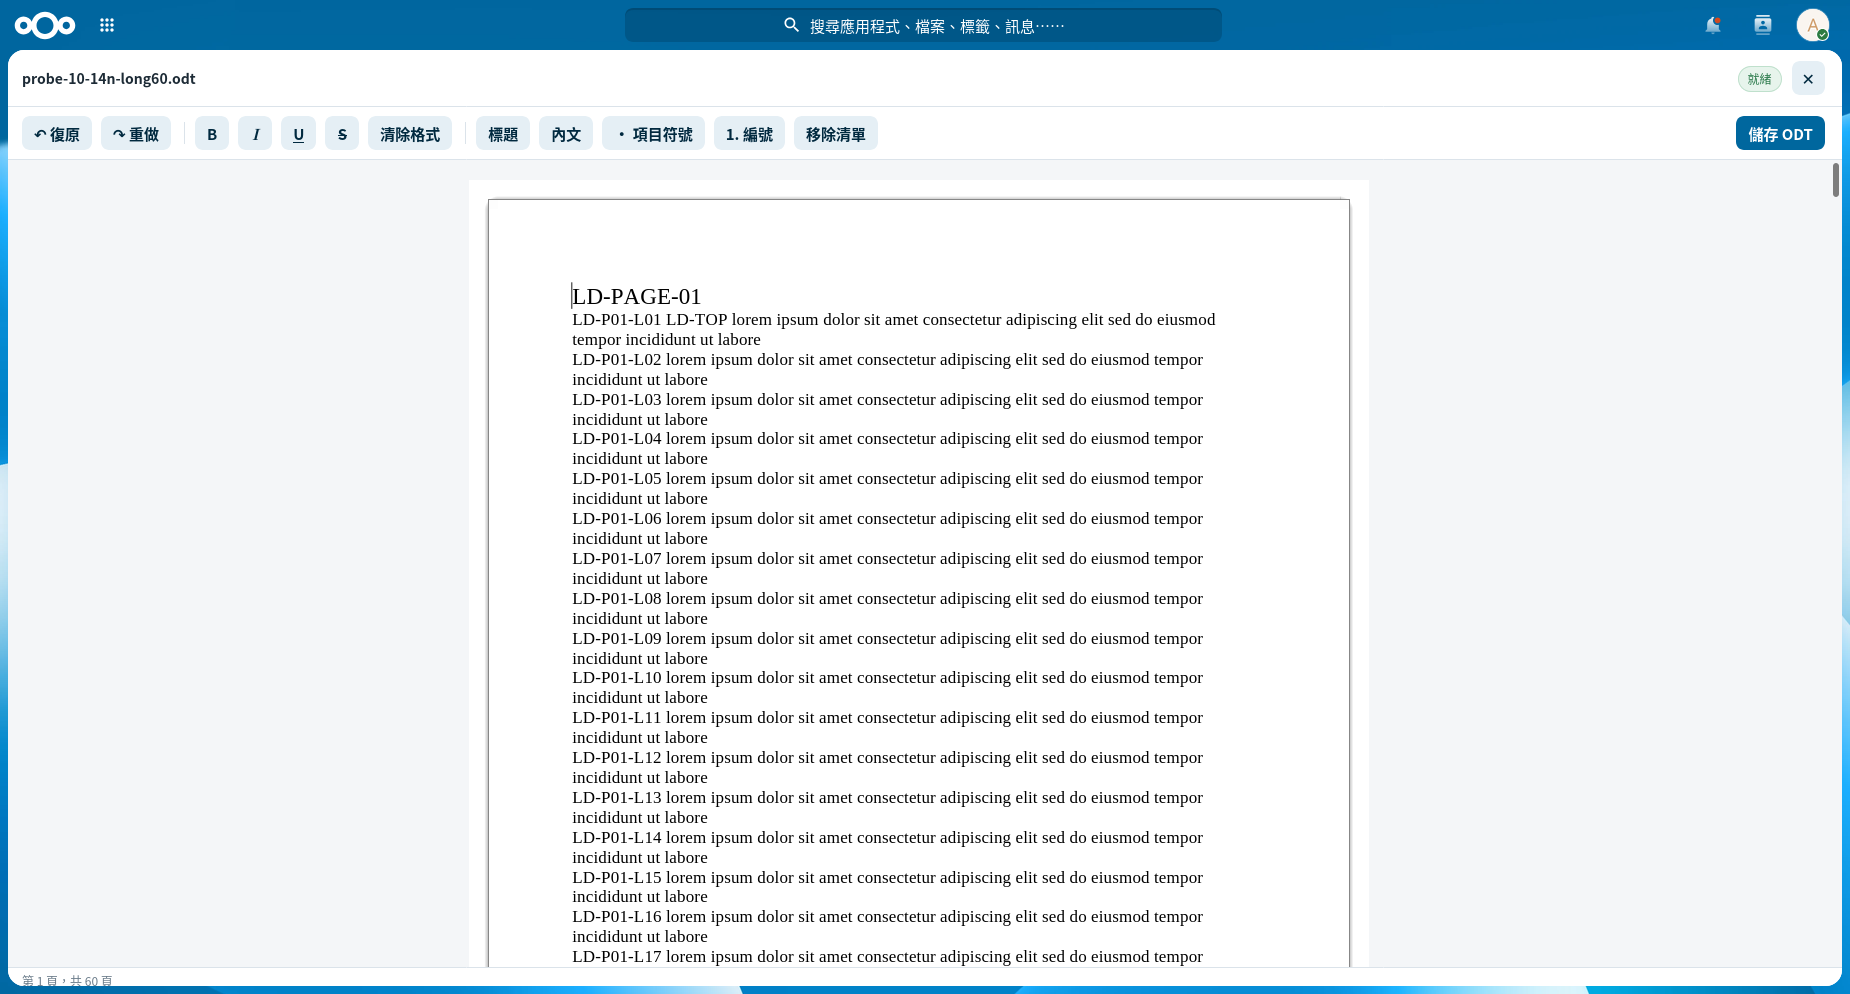 搜尋應用程式、檔案、標籤、訊息……
A
probe-10-14n-long60.odt
就緒
×
↶ 復原 ↷ 重做 B I U S 清除格式 標題 內文 • 項目符號 1. 編號 移除清單 儲存 ODT
LD-PAGE-01
LD-P01-L01 LD-TOP lorem ipsum dolor sit amet consectetur adipiscing elit sed do eiusmod
tempor incididunt ut labore
LD-P01-L02 lorem ipsum dolor sit amet consectetur adipiscing elit sed do eiusmod tempor
incididunt ut labore
LD-P01-L03 lorem ipsum dolor sit amet consectetur adipiscing elit sed do eiusmod tempor
incididunt ut labore
LD-P01-L04 lorem ipsum dolor sit amet consectetur adipiscing elit sed do eiusmod tempor
incididunt ut labore
LD-P01-L05 lorem ipsum dolor sit amet consectetur adipiscing elit sed do eiusmod tempor
incididunt ut labore
LD-P01-L06 lorem ipsum dolor sit amet consectetur adipiscing elit sed do eiusmod tempor
incididunt ut labore
LD-P01-L07 lorem ipsum dolor sit amet consectetur adipiscing elit sed do eiusmod tempor
incididunt ut labore
LD-P01-L08 lorem ipsum dolor sit amet consectetur adipiscing elit sed do eiusmod tempor
incididunt ut labore
LD-P01-L09 lorem ipsum dolor sit amet consectetur adipiscing elit sed do eiusmod tempor
incididunt ut labore
LD-P01-L10 lorem ipsum dolor sit amet consectetur adipiscing elit sed do eiusmod tempor
incididunt ut labore
LD-P01-L11 lorem ipsum dolor sit amet consectetur adipiscing elit sed do eiusmod tempor
incididunt ut labore
LD-P01-L12 lorem ipsum dolor sit amet consectetur adipiscing elit sed do eiusmod tempor
incididunt ut labore
LD-P01-L13 lorem ipsum dolor sit amet consectetur adipiscing elit sed do eiusmod tempor
incididunt ut labore
LD-P01-L14 lorem ipsum dolor sit amet consectetur adipiscing elit sed do eiusmod tempor
incididunt ut labore
LD-P01-L15 lorem ipsum dolor sit amet consectetur adipiscing elit sed do eiusmod tempor
incididunt ut labore
LD-P01-L16 lorem ipsum dolor sit amet consectetur adipiscing elit sed do eiusmod tempor
incididunt ut labore
LD-P01-L17 lorem ipsum dolor sit amet consectetur adipiscing elit sed do eiusmod tempor
第 1 頁，共 60 頁